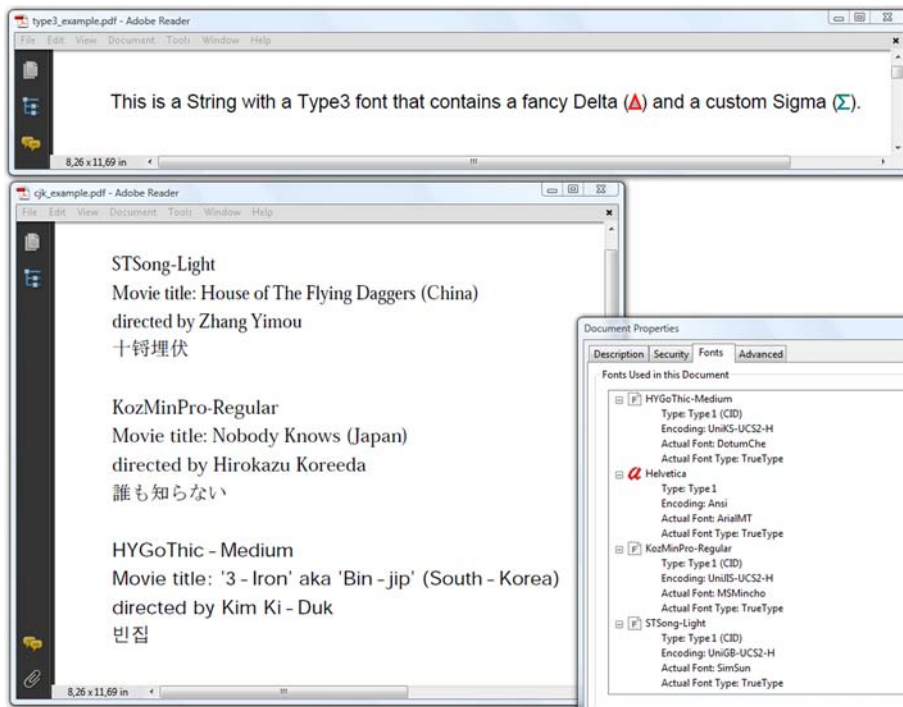 type3_example.pdf - Adobe Reader
File Edit View Document Tools Window Help
This is a String with a Type3 font that contains a fancy Delta (Δ) and a custom Sigma (Σ).
8,26 x 11,69 in
cjk_example.pdf - Adobe Reader
File Edit View Document Tools Window Help
STSong-Light
Movie title: House of The Flying Daggers (China)
directed by Zhang Yimou
十锊埋伏
KozMinPro-Regular
Movie title: Nobody Knows (Japan)
directed by Hirokazu Koreeda
誰も知らない
HYGoThic-Medium
Movie title: '3-Iron' aka 'Bin-jip' (South-Korea)
directed by Kim Ki-Duk
빈집
8,26 x 11,69 in
Document Properties
Description Security Fonts Advanced
Fonts Used in this Document
HYGoThic-Medium
Type: Type 1 (CID)
Encoding: UniKS-UCS2-H
Actual Font: DotumChe
Actual Font Type: TrueType
Helvetica
Type: Type 1
Encoding: Ansi
Actual Font: ArialMT
Actual Font Type: TrueType
KozMinPro-Regular
Type: Type 1 (CID)
Encoding: UniJIS-UCS2-H
Actual Font: MSMincho
Actual Font Type: TrueType
STSong-Light
Type: Type 1 (CID)
Encoding: UniGB-UCS2-H
Actual Font: SimSun
Actual Font Type: TrueType